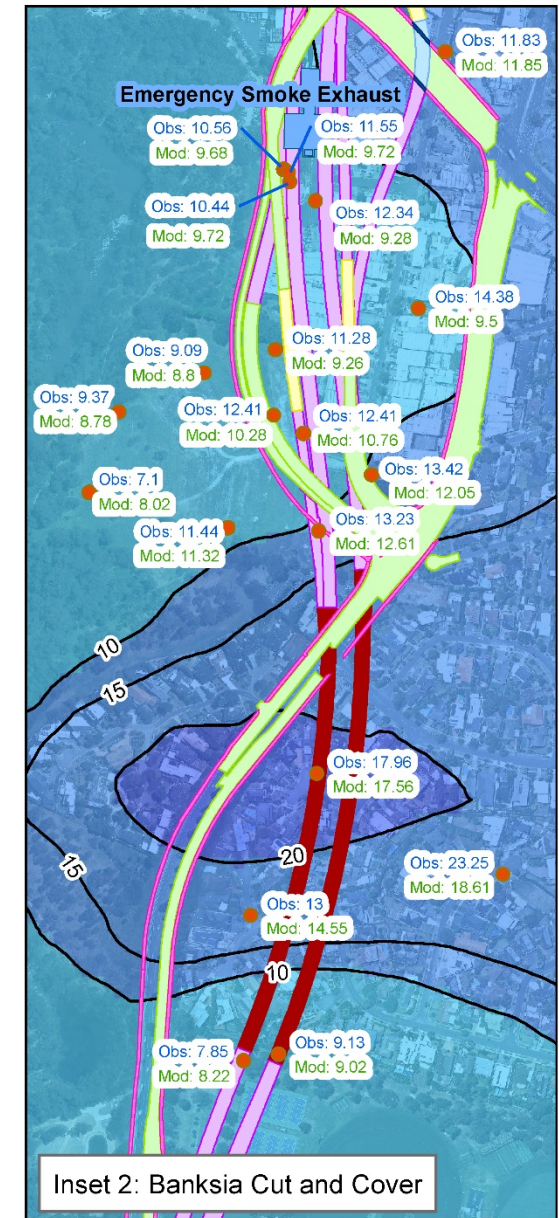 Obs: 11.83
Mod: 11.85
Emergency Smoke Exhaust
Obs: 10.56
Mod: 9.68
Obs: 11.55
Mod: 9.72
Obs: 10.44
Mod: 9.72
Obs: 12.34
Mod: 9.28
Obs: 14.38
Mod: 9.5
Obs: 11.28
Mod: 9.26
Obs: 9.09
Mod: 8.8
Obs: 9.37
Mod: 8.78
Obs: 12.41
Mod: 10.28
Obs: 12.41
Mod: 10.76
Obs: 13.42
Mod: 12.05
Obs: 7.1
Mod: 8.02
Obs: 11.44
Mod: 11.32
Obs: 13.23
Mod: 12.61
10
15
Obs: 17.96
Mod: 17.56
20
15
Obs: 23.25
Mod: 18.61
Obs: 13
Mod: 14.55
10
Obs: 7.85
Mod: 8.22
Obs: 9.13
Mod: 9.02
Inset 2: Banksia Cut and Cover